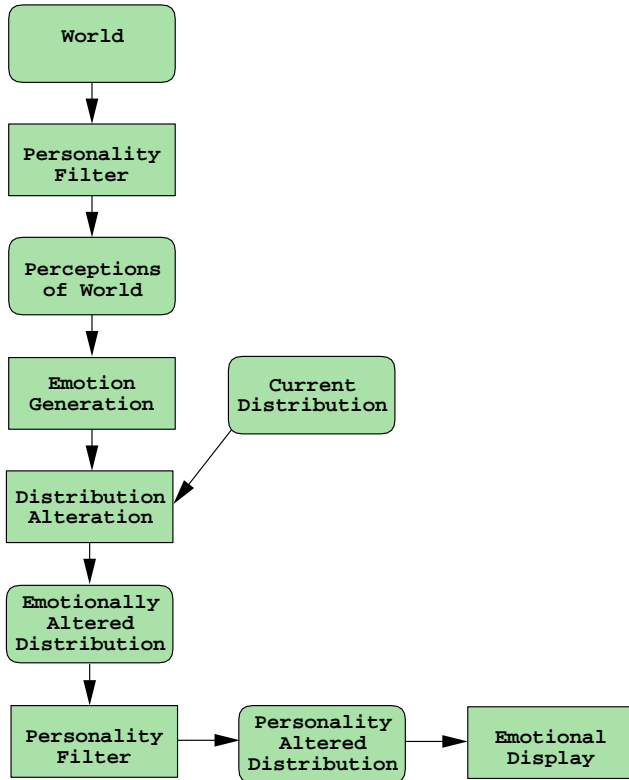 World
Personality
Filter
Perceptions
of World
Emotion
Generation
Current
Distribution
Distribution
Alteration
Emotionally
Altered
Distribution
Personality
Filter
Personality
Altered
Distribution
Emotional
Display